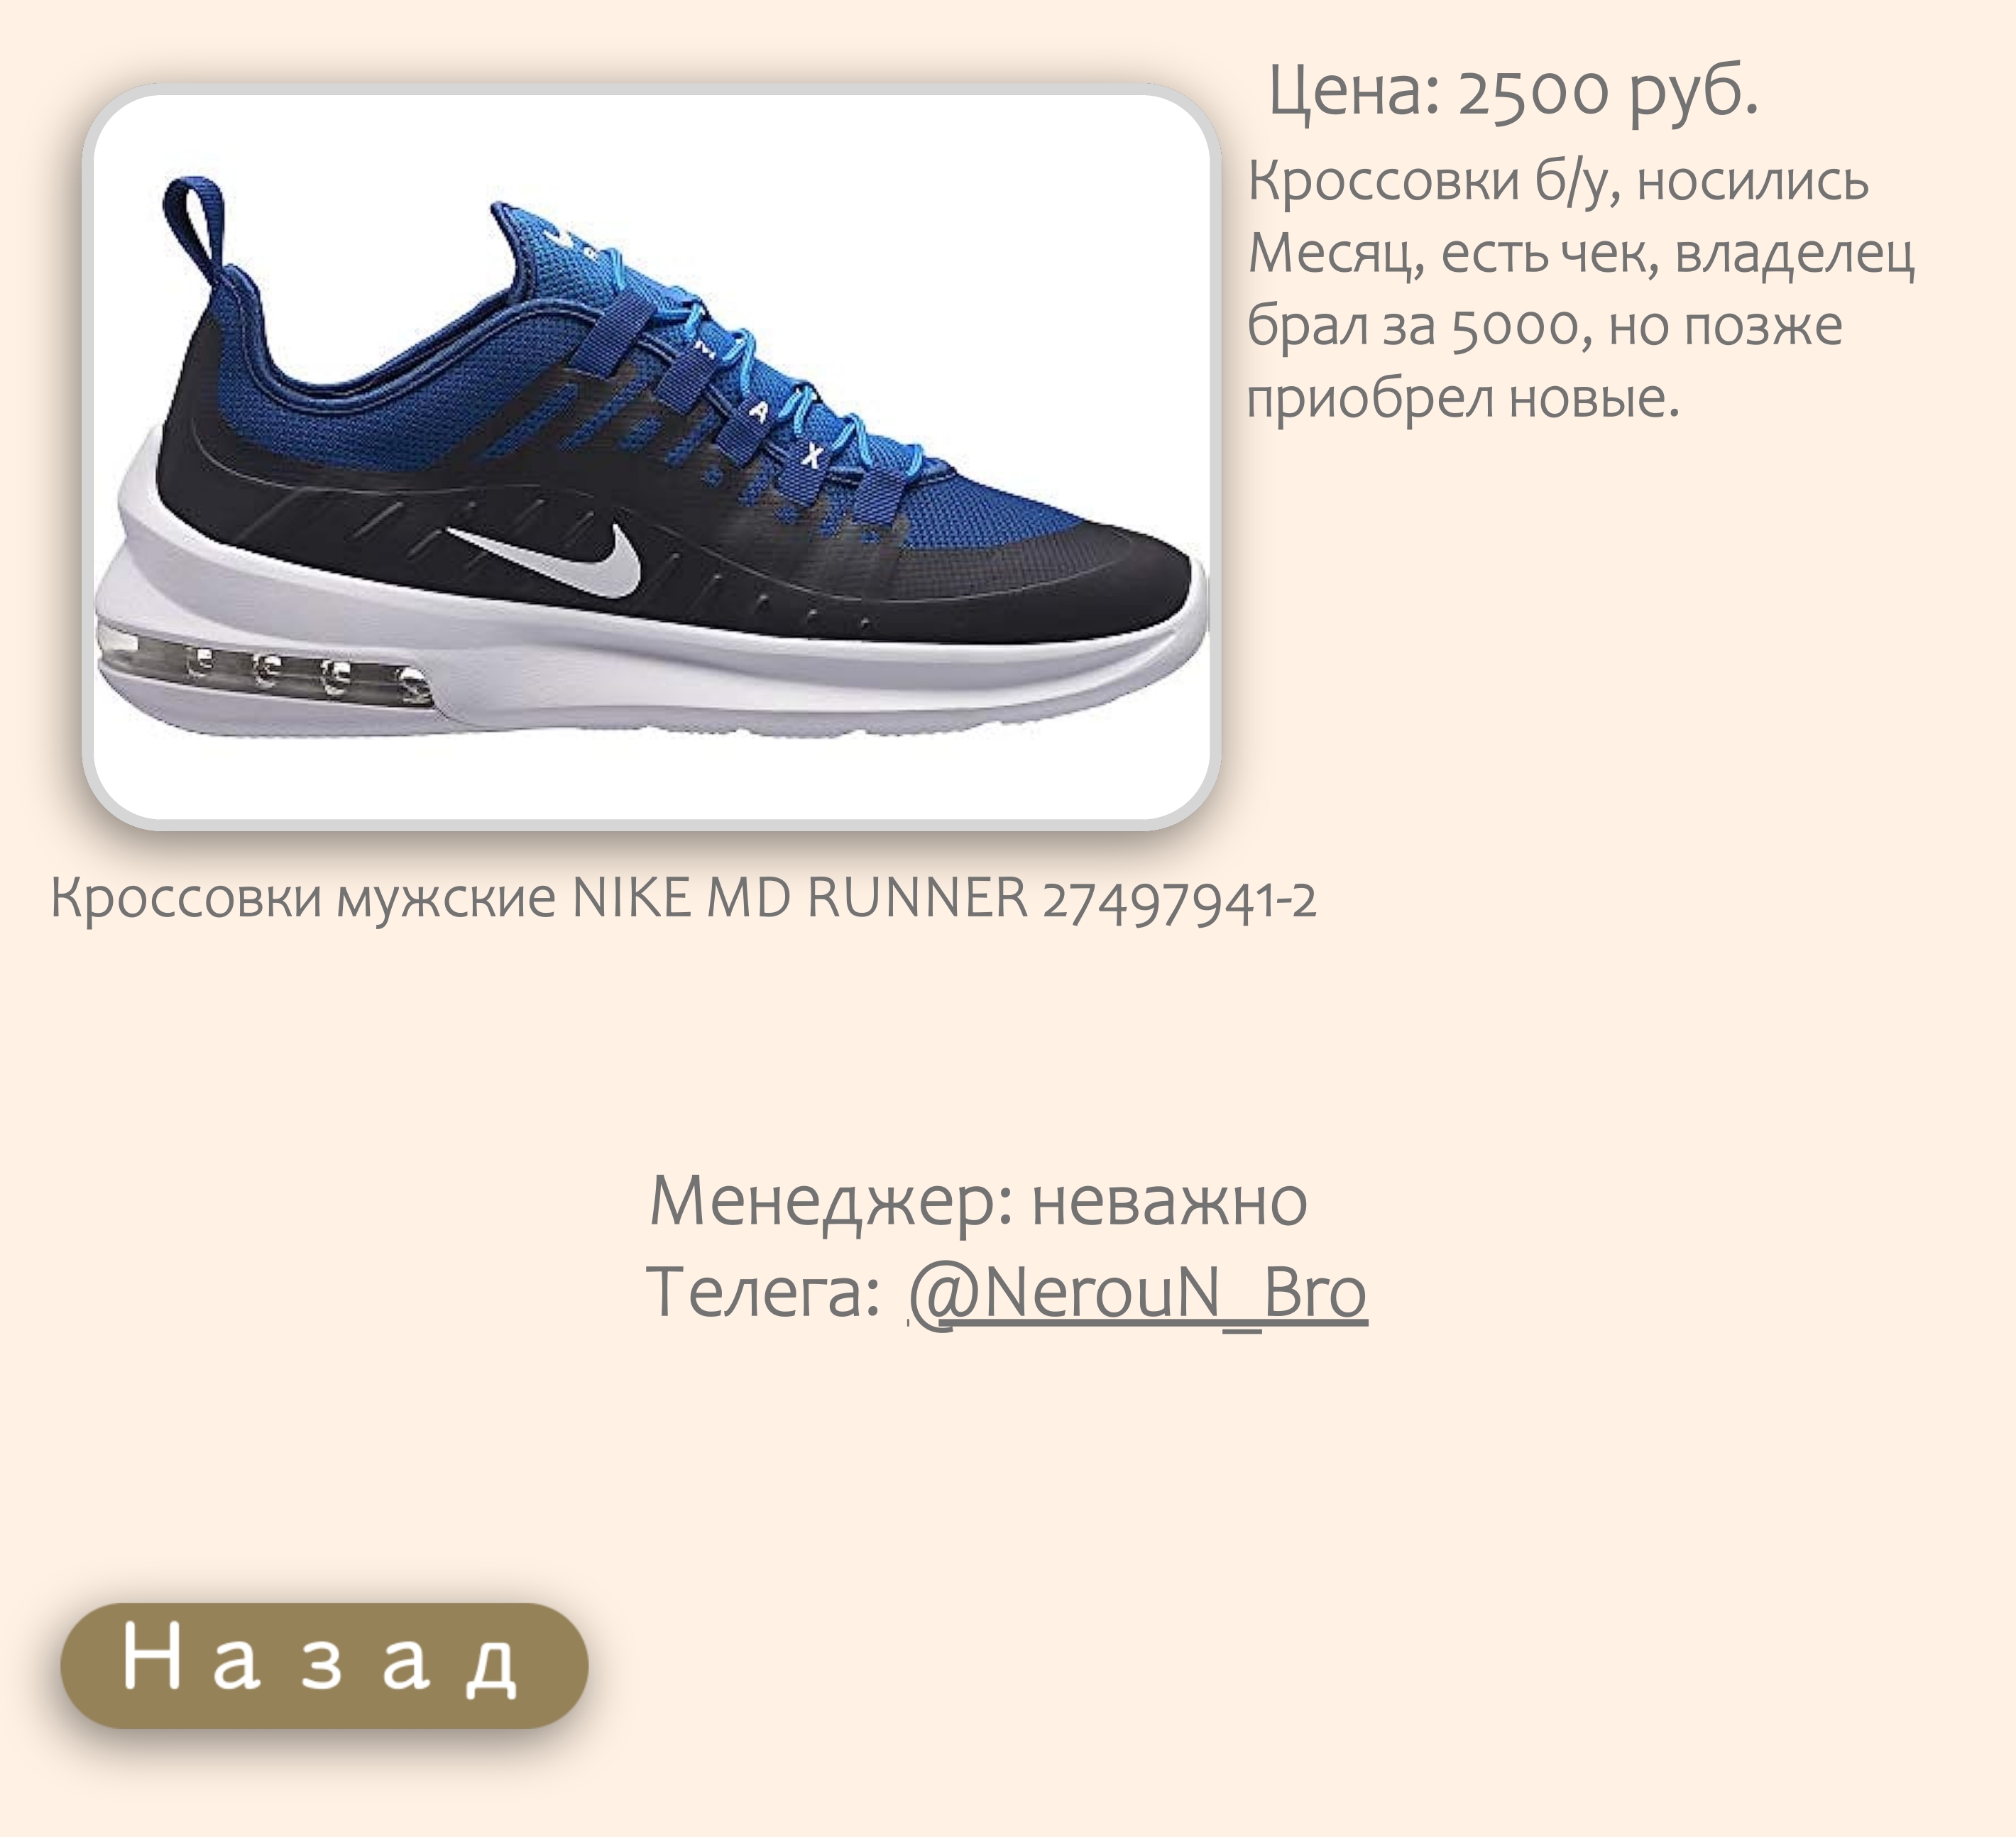 Цена: 2500 руб.
Кроссовки б/у, носились
Месяц, есть чек, владелец
брал за 5000, но позже
приобрел новые.
M
A
X
Кроссовки мужские NIKE MD RUNNER 27497941-2
Менеджер: неважно
Телега: @NerouN_Bro
Назад